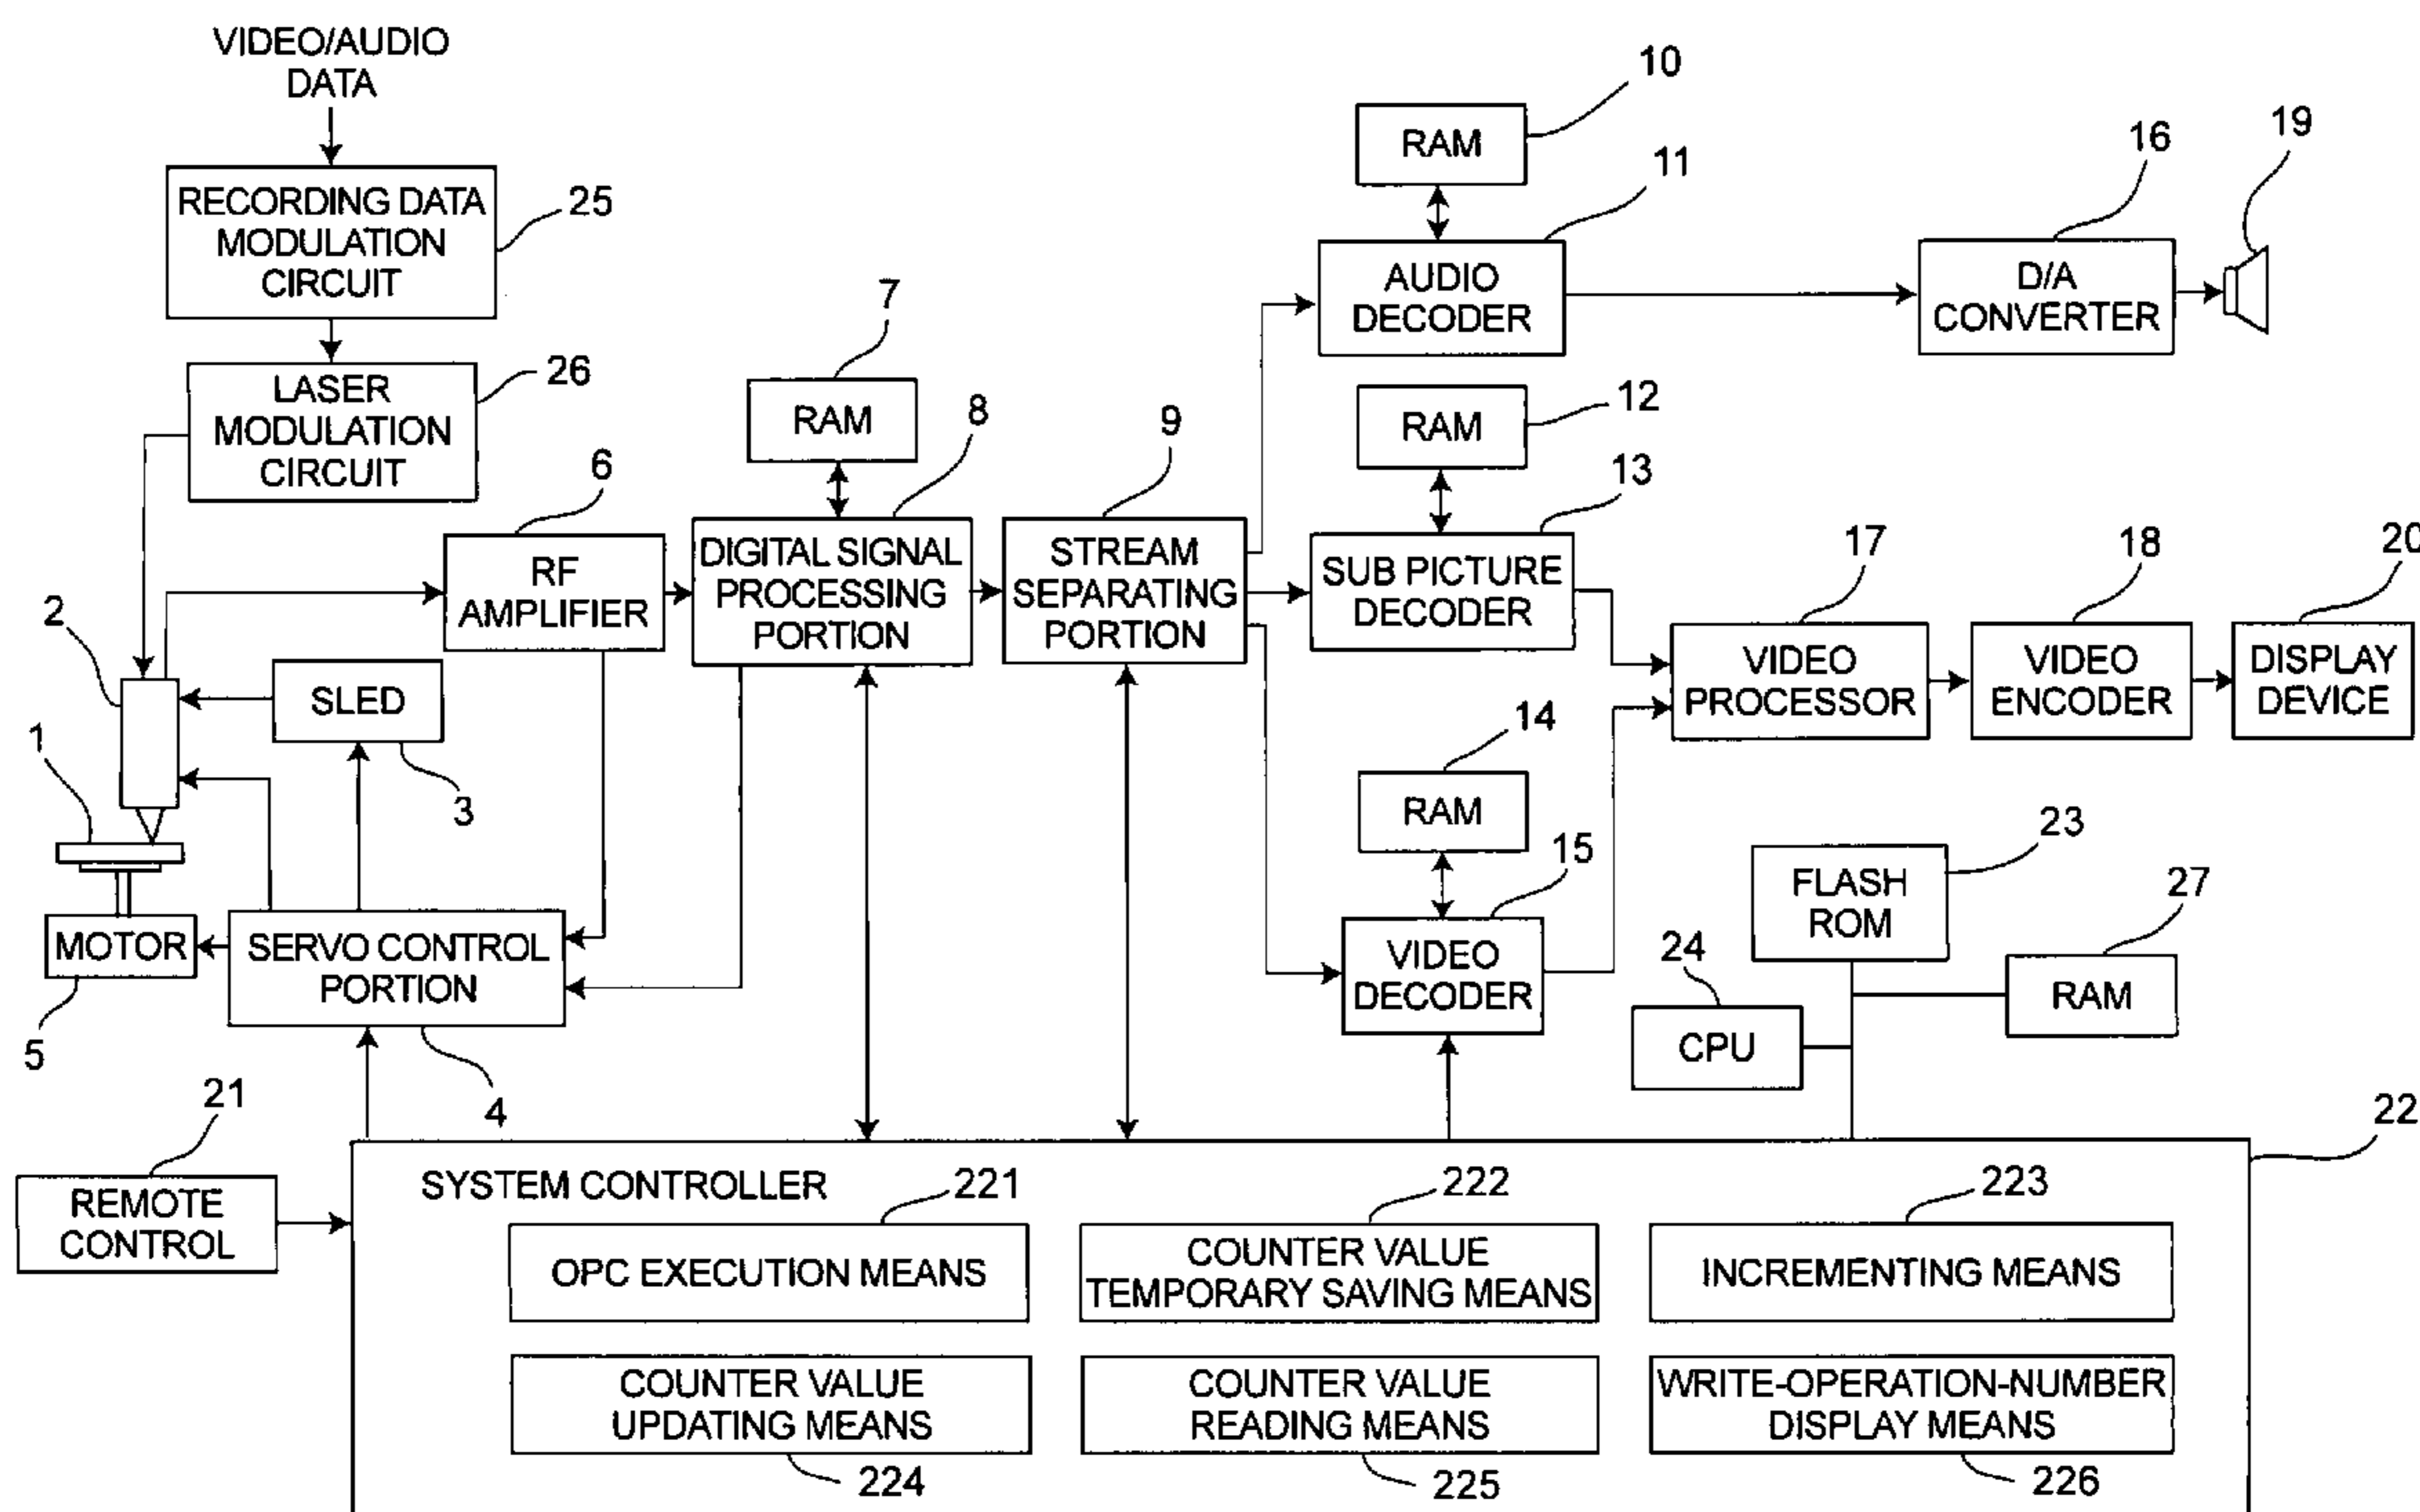 VIDEO/AUDIO
DATA
RECORDING DATA
MODULATION
CIRCUIT
25
LASER
MODULATION
CIRCUIT
26
6
RF
AMPLIFIER
7
RAM
8
DIGITAL SIGNAL
PROCESSING
PORTION
9
STREAM
SEPARATING
PORTION
10
RAM
11
AUDIO
DECODER
16
D/A
CONVERTER
19
12
RAM
13
SUB PICTURE
DECODER
17
VIDEO
PROCESSOR
18
VIDEO
ENCODER
20
DISPLAY
DEVICE
2
SLED
3
1
MOTOR
5
SERVO CONTROL
PORTION
4
14
RAM
15
VIDEO
DECODER
23
FLASH
ROM
27
RAM
24
CPU
21
REMOTE
CONTROL
22
SYSTEM CONTROLLER
221
OPC EXECUTION MEANS
222
COUNTER VALUE
TEMPORARY SAVING MEANS
223
INCREMENTING MEANS
COUNTER VALUE
UPDATING MEANS
224
COUNTER VALUE
READING MEANS
225
WRITE-OPERATION-NUMBER
DISPLAY MEANS
226